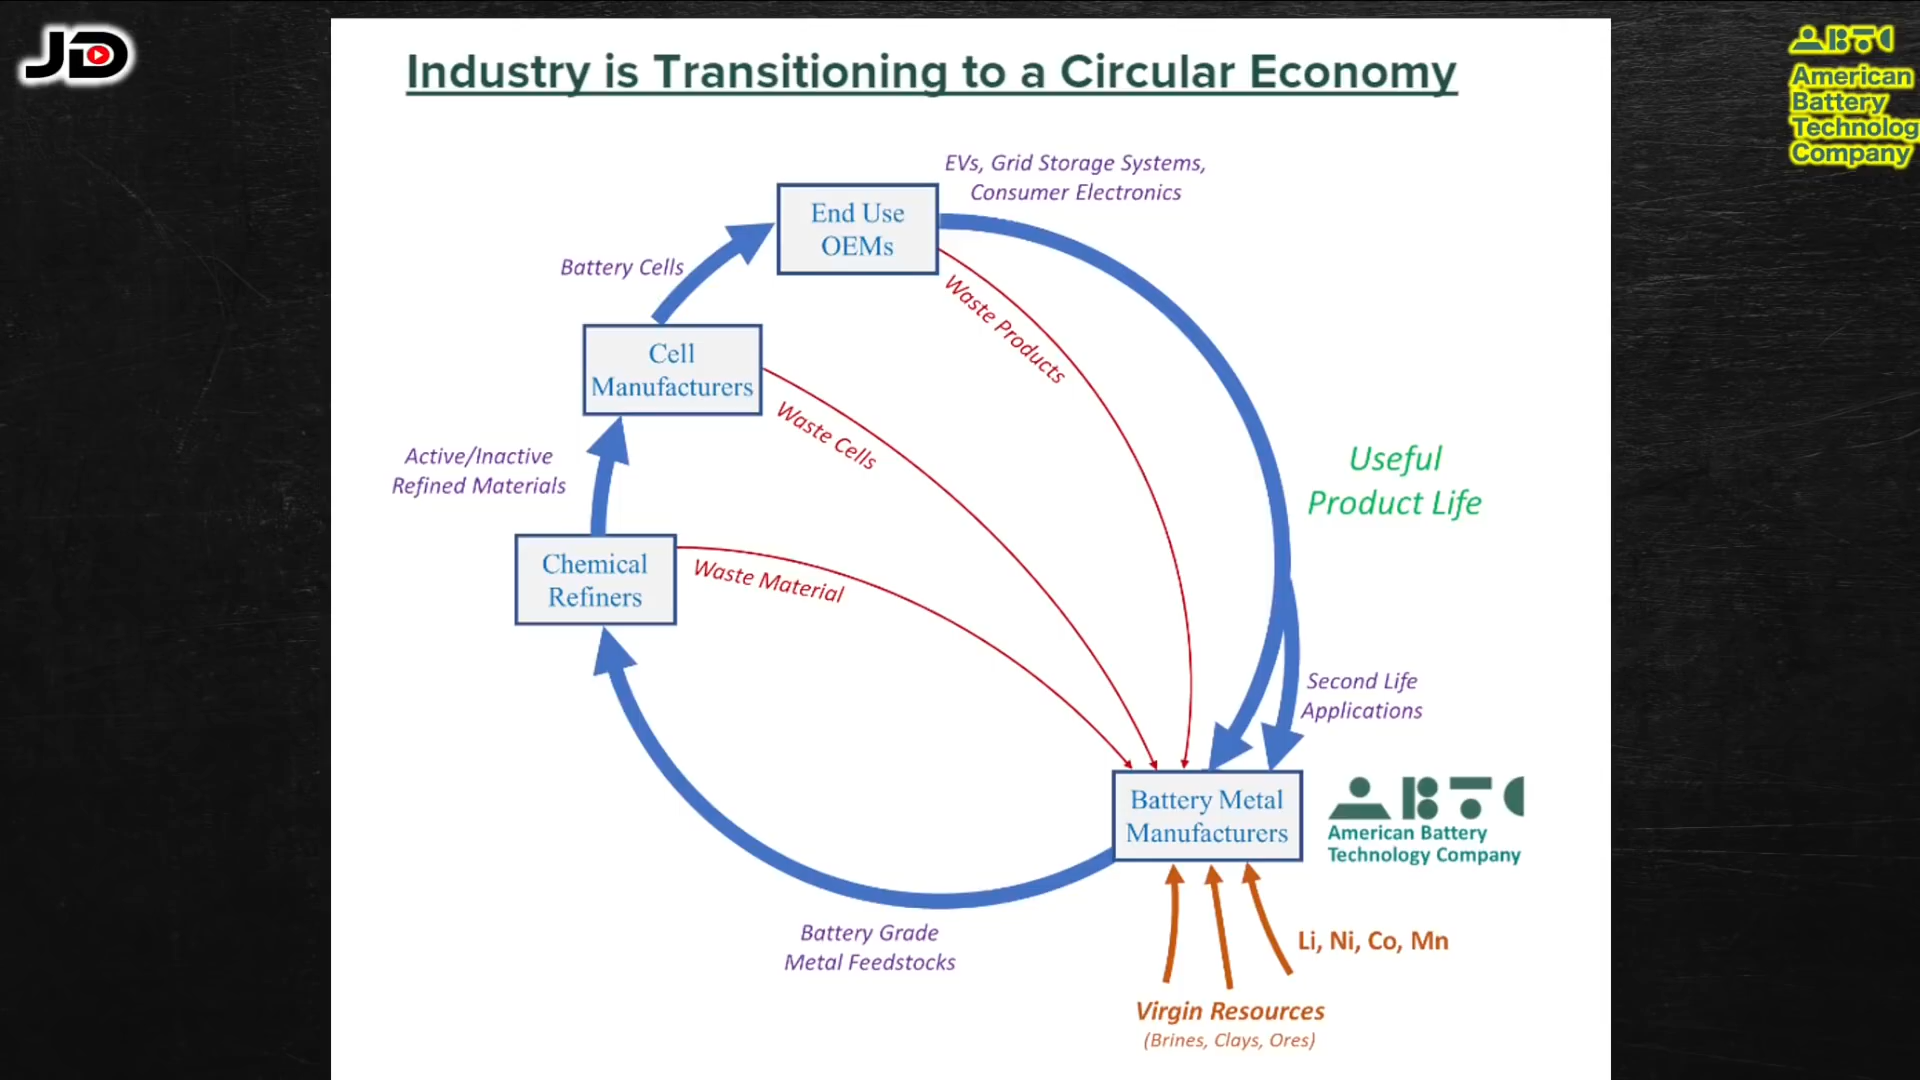 JD
Industry is Transitioning to a Circular Economy
ABTC
American
Battery
Technolog
Company
EVs, Grid Storage Systems,
Consumer Electronics
End Use
OEMs
Battery Cells
Waste Products
Cell
Manufacturers
Waste Cells
Active/Inactive
Refined Materials
Useful
Product Life
Chemical
Refiners
Waste Material
Second Life
Applications
Battery Metal
Manufacturers
ABTC
American Battery
Technology Company
Battery Grade
Metal Feedstocks
Li, Ni, Co, Mn
Virgin Resources
(Brines, Clays, Ores)